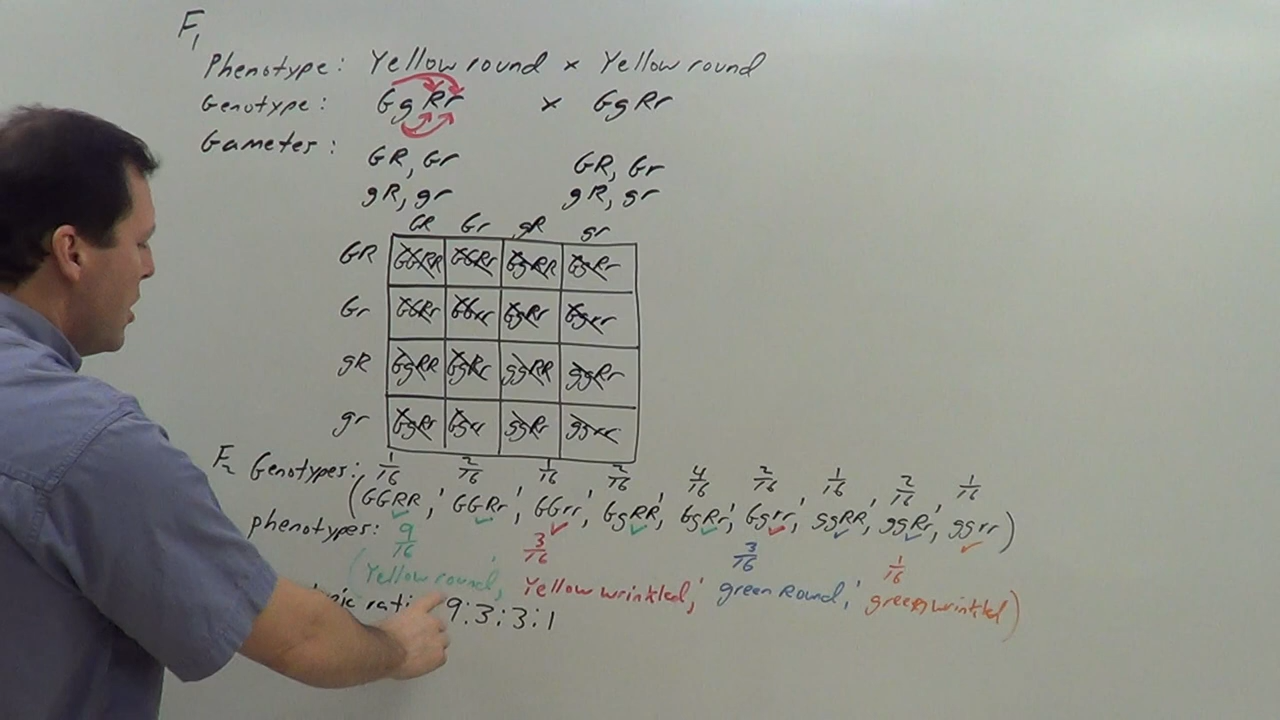 F1
Phenotype: Yellow round x Yellow round
Genotype: GgRr x GgRr
Gametes: GR, Gr GR, Gr
gR, gr gR, gr
GR Gr gR gr
GR GGRR GGRr GgRR GgRr
Gr GGRr GGrr GgRr Ggrr
gR GgRR GgRr ggRR ggRr
gr GgRr Ggrr ggRr ggrr
F2 Genotypes: 1/16 2/16 1/16 2/16 4/16 2/16 1/16 2/16 1/16
(GGRR, GGRr, GGrr, GgRR, GgRr, Ggrr, ggRR, ggRr, ggrr)
phenotypes: 9/16 3/16 3/16 1/16
(Yellow round, Yellow wrinkled, green Round, green wrinkled)
9:3:3:1